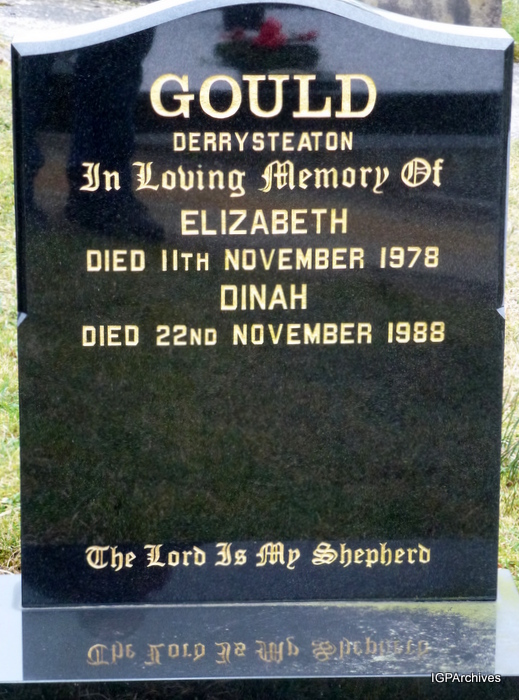 GOULD
DERRYSTEATON
In Loving Memory Of
ELIZABETH
DIED 11TH NOVEMBER 1978
DINAH
DIED 22ND NOVEMBER 1988
The Lord Is My Shepherd
IGPArchives